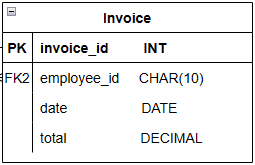 Invoice
PK invoice_id INT
FK2 employee_id CHAR(10)
date DATE
total DECIMAL